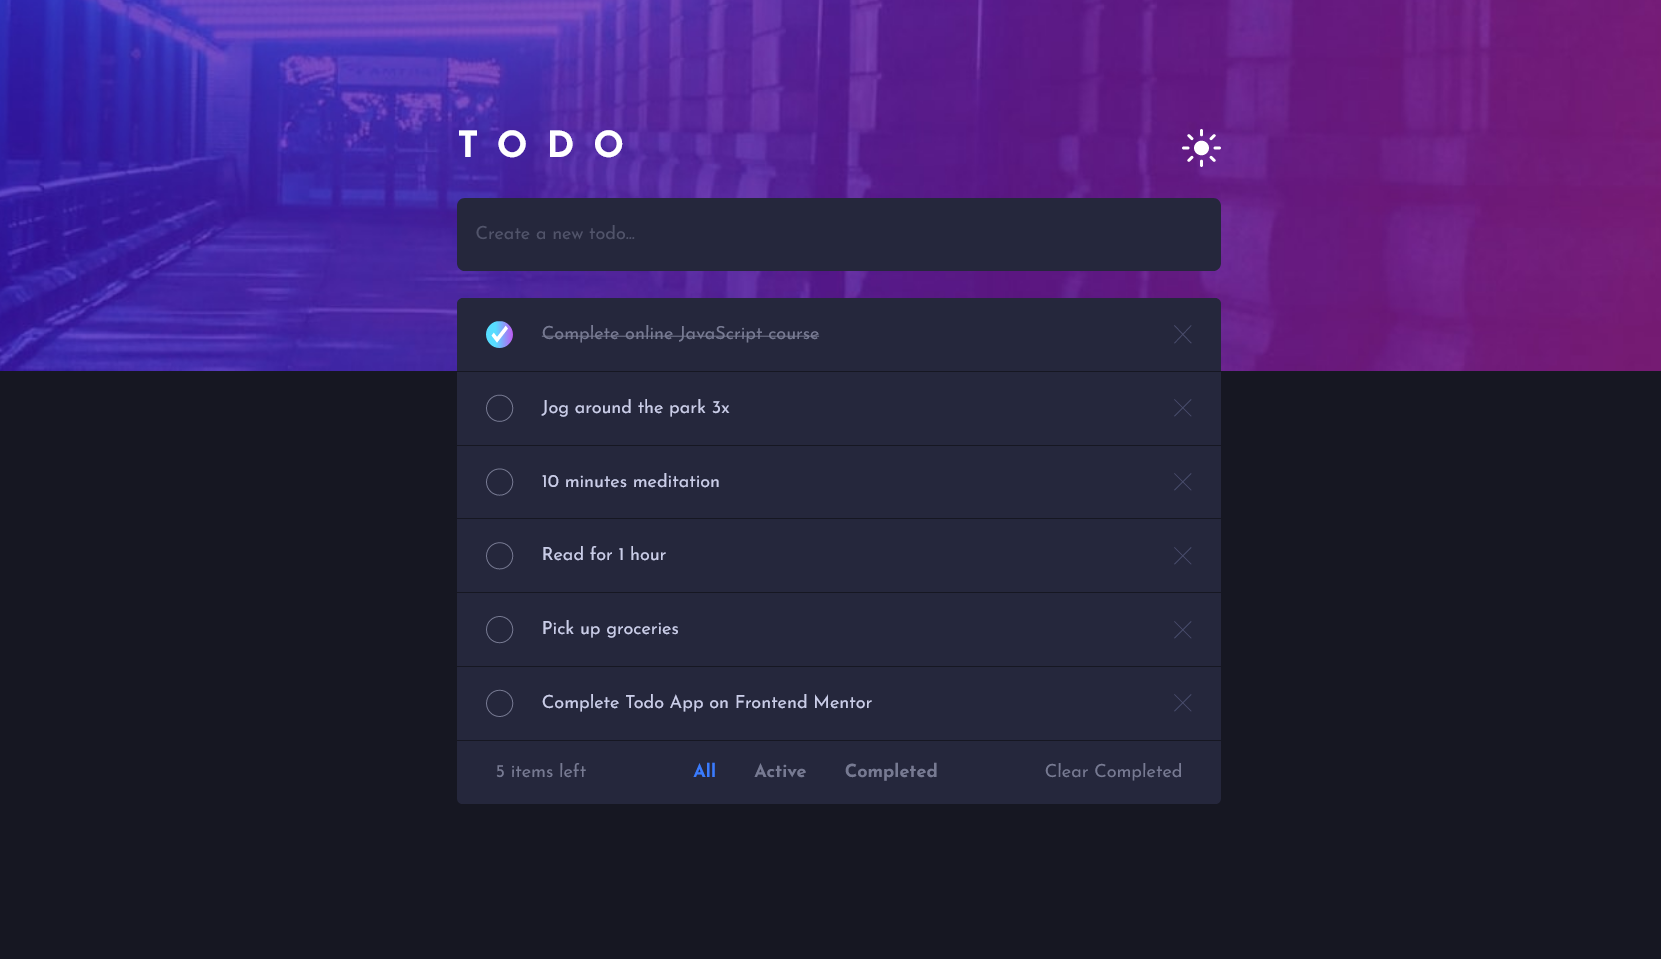 TODO
Create a new todo...
Complete online JavaScript course
Jog around the park 3x
10 minutes meditation
Read for 1 hour
Pick up groceries
Complete Todo App on Frontend Mentor
5 items left All Active Completed Clear Completed